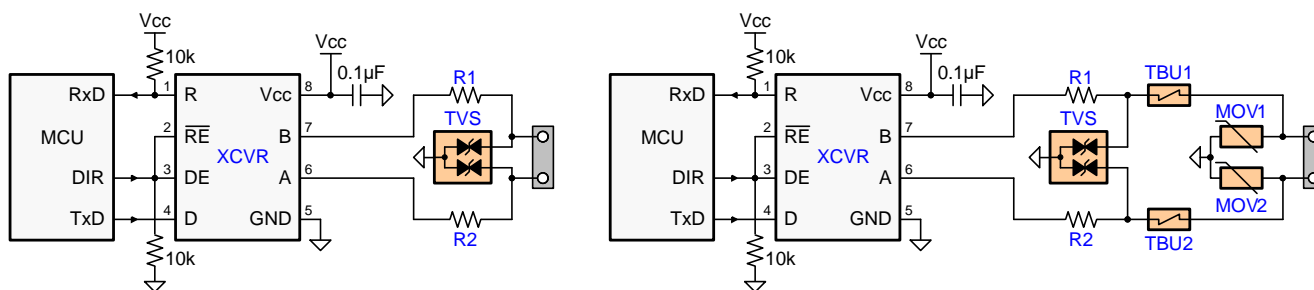 Vcc
10k
Vcc
0.1μF
RxD
1
R
Vcc
8
R1
MCU
2
RE
B
7
TVS
XCVR
DIR
3
DE
A
6
TxD
4
D
GND
5
R2
10k
Vcc
10k
Vcc
0.1μF
RxD
1
R
Vcc
8
R1
TBU1
MCU
2
RE
B
7
TVS
MOV1
XCVR
DIR
3
DE
A
6
MOV2
TxD
4
D
GND
5
R2
TBU2
10k